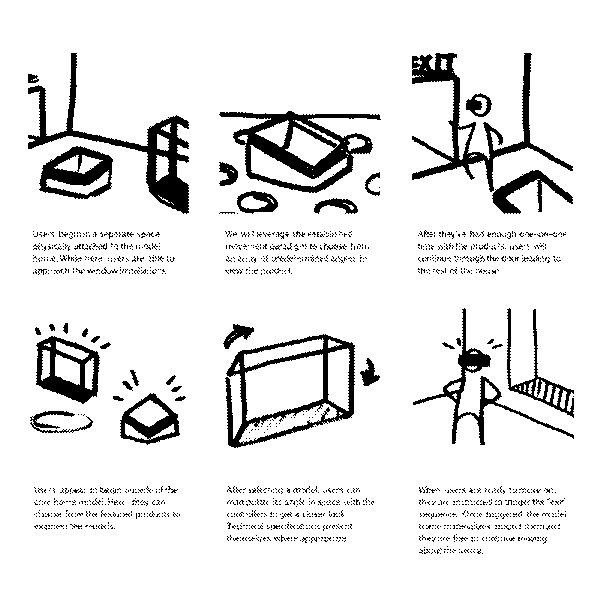 EXIT
Users begin in a separate space
physically attached to the model
home. While here, users are able to
approach the window installations.
We will leverage the established
movement paradigm to choose from
an array of predetermined angles to
view the product.
After they've had enough one-on-one
time with the products, users will
continue through the door leading to
the rest of the house.
Users appear to begin outside of the
core home model. Here, they can
choose from the featured products to
examine the models.
After selecting a model, users can
manipulate its angle in space with the
controllers to get a closer look.
Technical specifications present
themselves where appropriate.
When users are ready to move on,
they are instructed to trigger the "exit"
sequence. Once triggered, the model
home materializes around them and
they are free to continue moving
about the space.